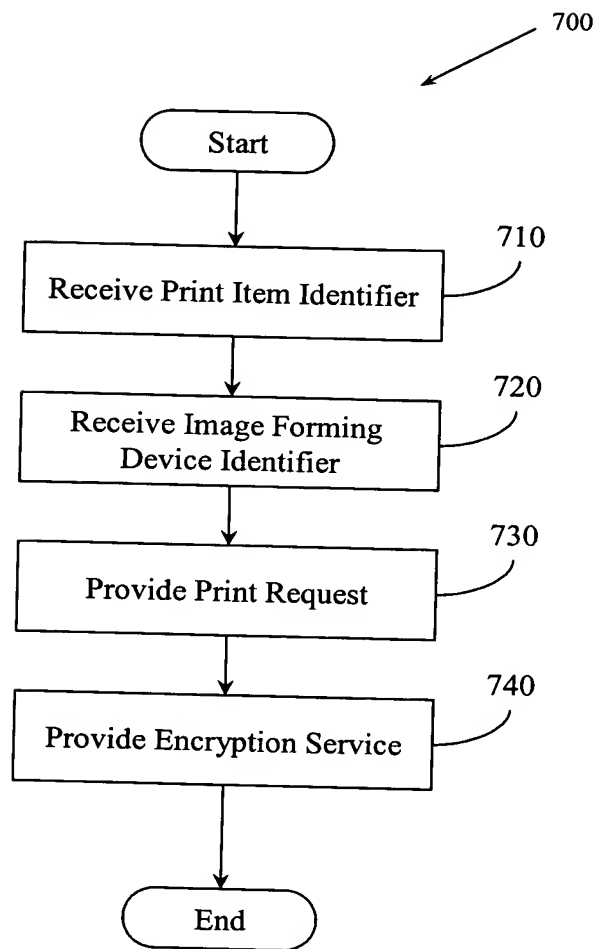 700
Start
710
Receive Print Item Identifier
720
Receive Image Forming
Device Identifier
730
Provide Print Request
740
Provide Encryption Service
End